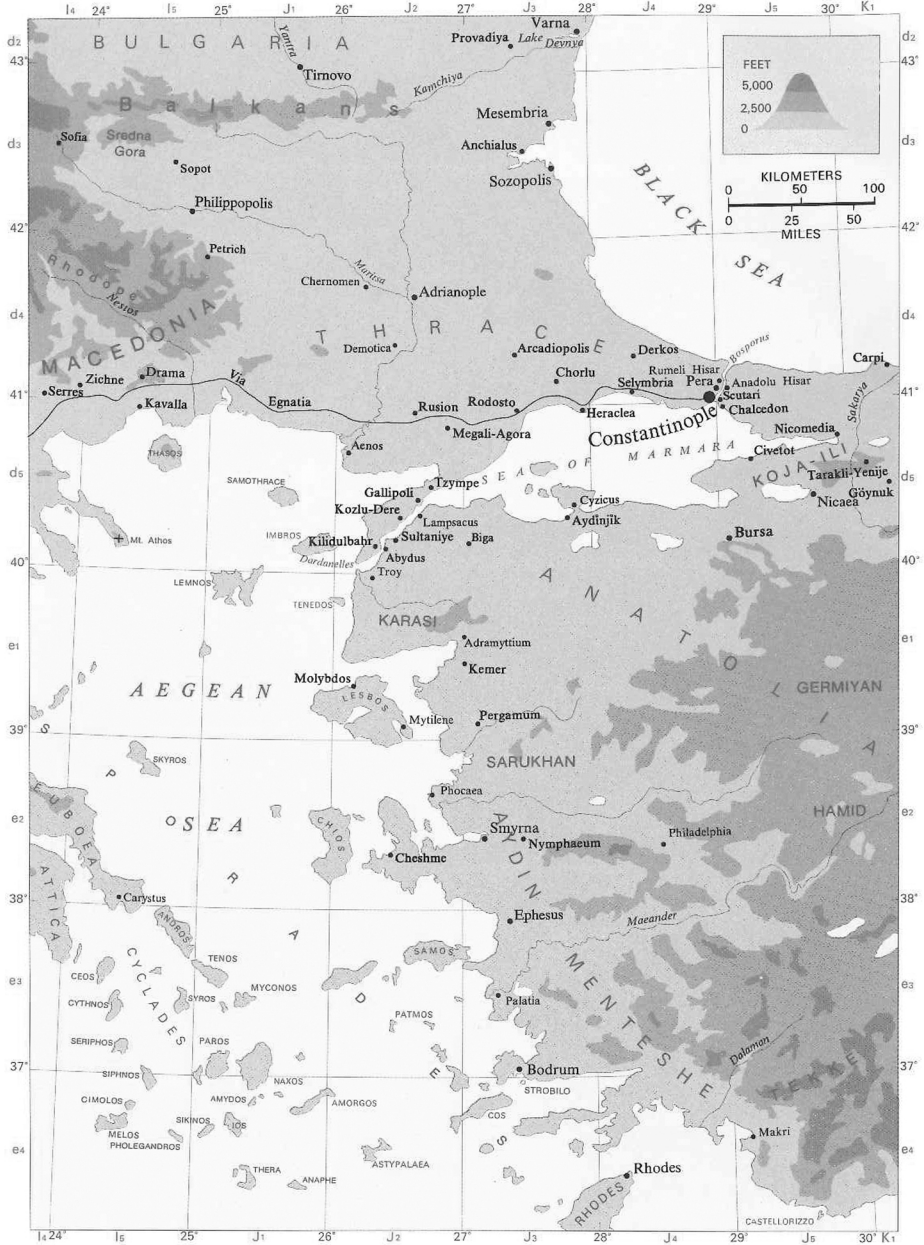 I4 24° I5 25° J1 26° J2 27° J3 28° J4 29° J5 30° K1
d2
43°
d3
42°
d4
41°
d5
40°
e1
39°
e2
38°
e3
37°
e4
d2
43°
d3
42°
d4
41°
d5
40°
e1
39°
e2
38°
e3
37°
e4
BULGARIA
Yantra
Tirnovo
Provadiya
Varna
Lake
Devnya
Kamchiya
Balkans
FEET
5,000
2,500
0
Mesembria
Anchialus
Sozopolis
Sofia
Sredna
Gora
Sopot
Philippopolis
Petrich
BLACK
SEA
KILOMETERS
0 50 100
0 25 50
MILES
Rhodope
Nestos
Maritsa
Chernomen
Adrianople
Demotica
THRACE
MACEDONIA
Arcadiopolis
Derkos
Bosporus
Rumeli Hisar
Carpi
Chorlu
Selymbria
Pera
Anadolu Hisar
Scutari
Chalcedon
Sakarya
Serres
Zichne
Drama
Via
Egnatia
Kavalla
Rusion
Rodosto
Heraclea
Constantinople
Megali-Agora
Nicomedia
Aenos
Civetot
KOJA-ILI
Tarakli-Yenije
Göynuk
Nicaea
THASOS
SAMOTHRACE
SEA OF MARMARA
Tzympe
Gallipoli
Kozlu-Dere
Lampsacus
Cyzicus
Aydinjik
Bursa
Mt. Athos
IMBROS
Kilidulbahr
Sultaniye
Biga
Abydus
Dardanelles
Troy
LEMNOS
TENEDOS
KARASI
ANATOLIA
Adramyttium
Kemer
AEGEAN
Molybdos
LESBOS
Mytilene
Pergamum
GERMIYAN
SKYROS
SARUKHAN
Phocaea
SPORADES
EUBOEA
SEA
CHIOS
Smyrna
Nymphaeum
Philadelphia
HAMID
Cheshme
AYDIN
ATTICA
Carystus
Ephesus
Maeander
ANDROS
TENOS
SAMOS
CYCLADES
CEOS
MYCONOS
CYTHNOS
SYROS
PATMOS
Palatia
MENTESHE
SERIPHOS
PAROS
Dalaman
TEKKE
SIPHNOS
NAXOS
Bodrum
STROBILO
CIMOLOS
AMYDOS
AMORGOS
COS
MELOS
SIKINOS
IOS
PHOLEGANDROS
Makri
ASTYPALAEA
THERA
ANAPHE
Rhodes
RHODES
CASTELLORIZZO
I4 24° I5 25° J1 26° J2 27° J3 28° J4 29° J5 30° K1